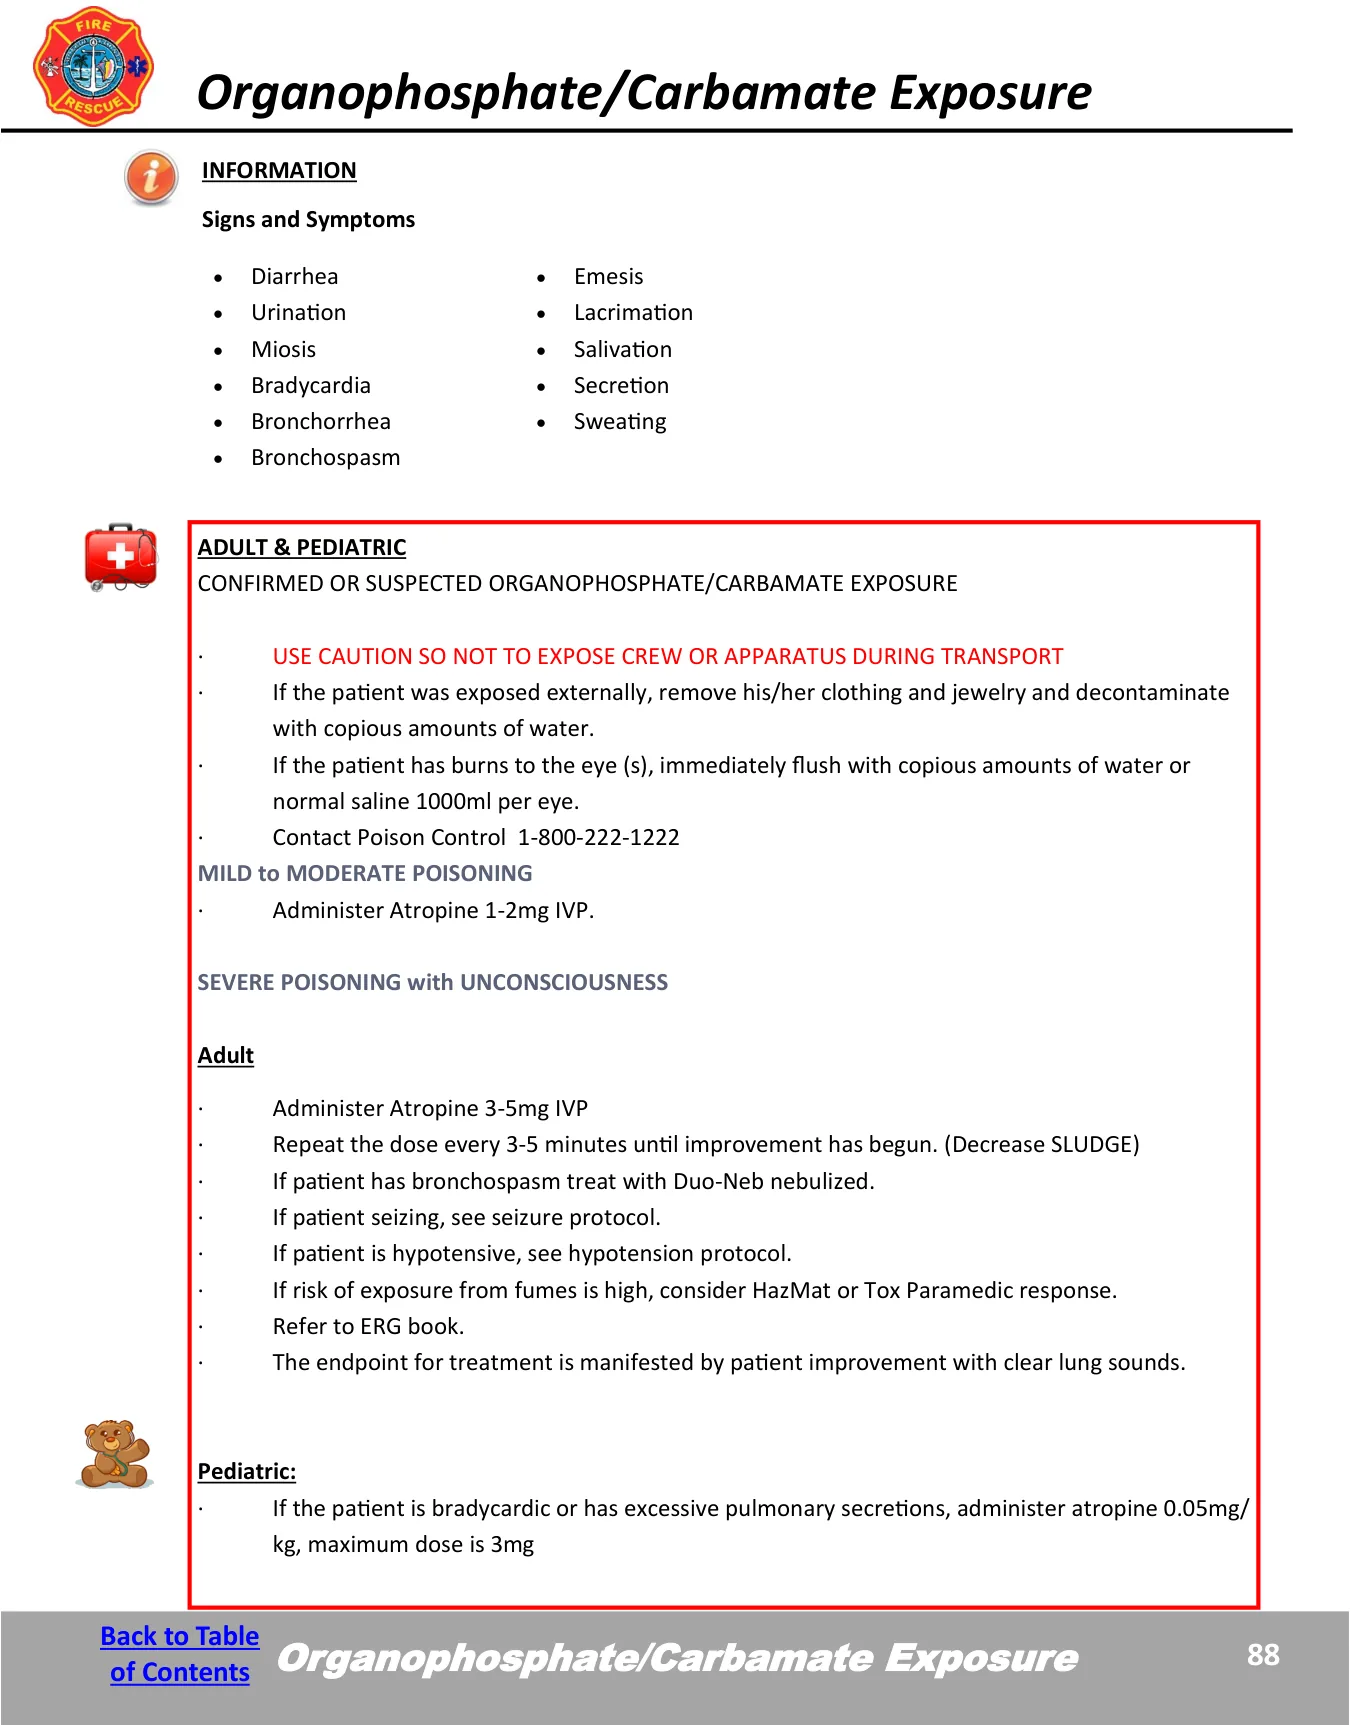 FIRE
RESCUE
Organophosphate/Carbamate Exposure
INFORMATION
Signs and Symptoms
• Diarrhea
• Urination
• Miosis
• Bradycardia
• Bronchorrhea
• Bronchospasm
• Emesis
• Lacrimation
• Salivation
• Secretion
• Sweating
ADULT & PEDIATRIC
CONFIRMED OR SUSPECTED ORGANOPHOSPHATE/CARBAMATE EXPOSURE
· USE CAUTION SO NOT TO EXPOSE CREW OR APPARATUS DURING TRANSPORT
· If the patient was exposed externally, remove his/her clothing and jewelry and decontaminate
with copious amounts of water.
· If the patient has burns to the eye (s), immediately flush with copious amounts of water or
normal saline 1000ml per eye.
· Contact Poison Control  1-800-222-1222
MILD to MODERATE POISONING
· Administer Atropine 1-2mg IVP.
SEVERE POISONING with UNCONSCIOUSNESS
Adult
· Administer Atropine 3-5mg IVP
· Repeat the dose every 3-5 minutes until improvement has begun. (Decrease SLUDGE)
· If patient has bronchospasm treat with Duo-Neb nebulized.
· If patient seizing, see seizure protocol.
· If patient is hypotensive, see hypotension protocol.
· If risk of exposure from fumes is high, consider HazMat or Tox Paramedic response.
· Refer to ERG book.
· The endpoint for treatment is manifested by patient improvement with clear lung sounds.
Pediatric:
· If the patient is bradycardic or has excessive pulmonary secretions, administer atropine 0.05mg/
kg, maximum dose is 3mg
Back to Table
of Contents
Organophosphate/Carbamate Exposure
88